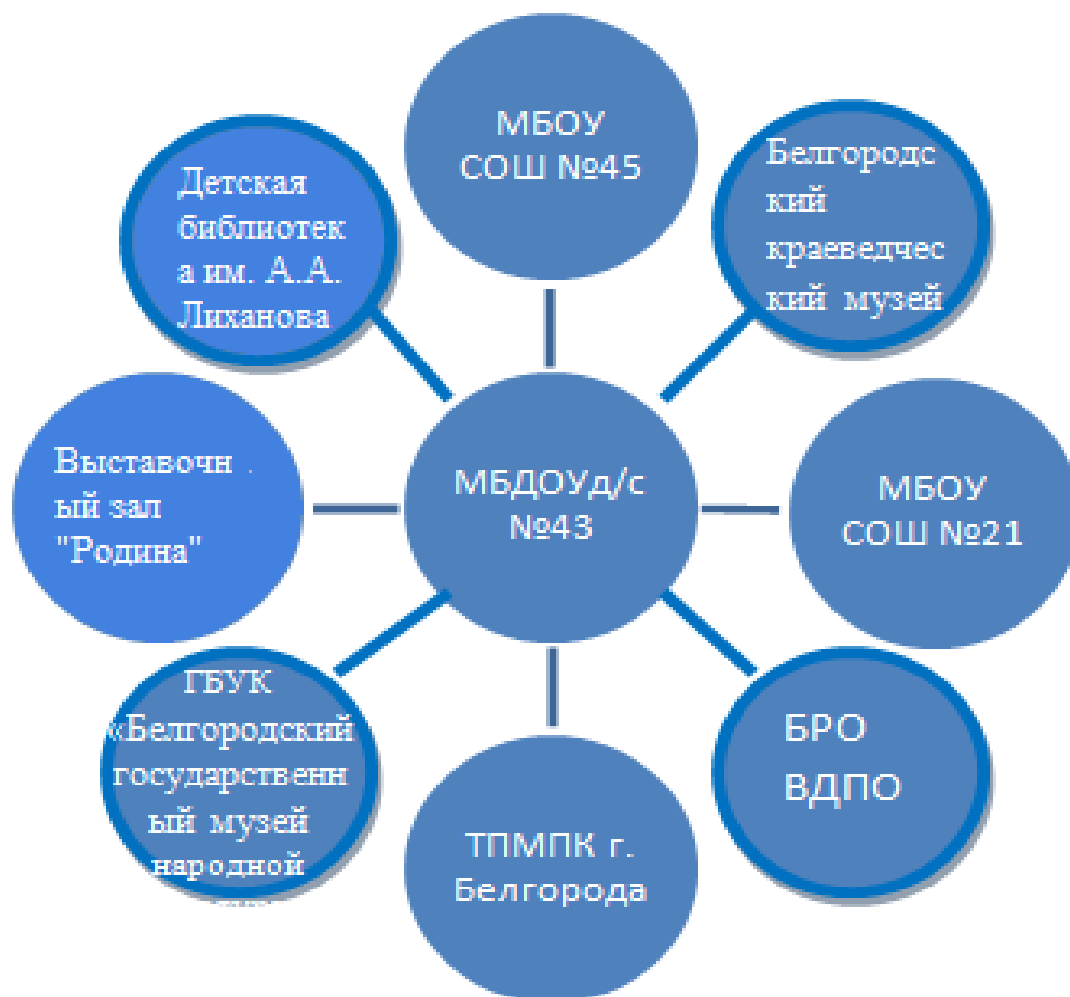 МБОУ
СОШ №45
Детская
библиотек
а им. А.А.
Лиханова
Белгородс
кий
краеведчес
кий музей
Выставочн .
ый зал
"Родина"
МБДОУд/с
№43
МБОУ
СОШ №21
ГБУК
«Белгородский
государственн
ый музей
народной
БРО
ВДПО
ТПМПК г.
Белгорода